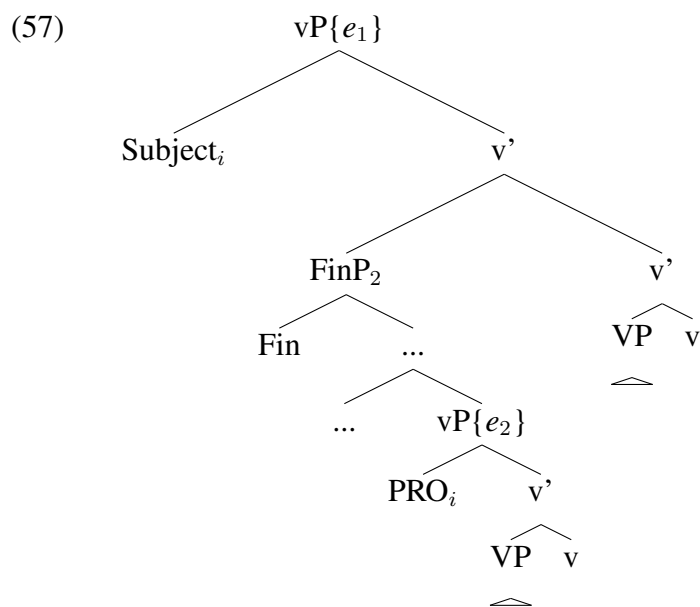 (57) vP{e₁}
Subjectᵢ v’
FinP₂ v’
Fin ... VP v
... vP{e₂}
PROᵢ v’
VP v